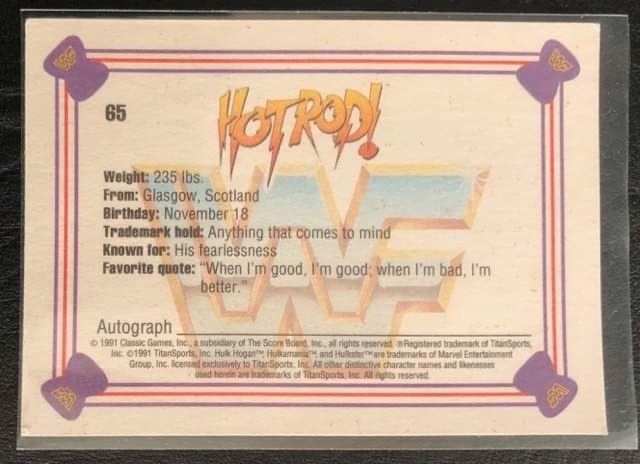 65
HOT ROD!
Weight: 235 lbs.
From: Glasgow, Scotland
Birthday: November 18
Trademark hold: Anything that comes to mind
Known for: His fearlessness
Favorite quote: "When I'm good, I'm good; when I'm bad, I'm
better."
Autograph
© 1991 Classic Games, Inc., a subsidiary of The Score Board, Inc., all rights reserved. ®Registered trademark of TitanSports,
Inc. ©1991 TitanSports, Inc. Hulk Hogan™, Hulkamania™ and Hulkster™ are trademarks of Marvel Entertainment
Group, Inc. licensed exclusively to TitanSports, Inc. All other distinctive character names and likenesses
used herein are trademarks of TitanSports, Inc. All rights reserved.